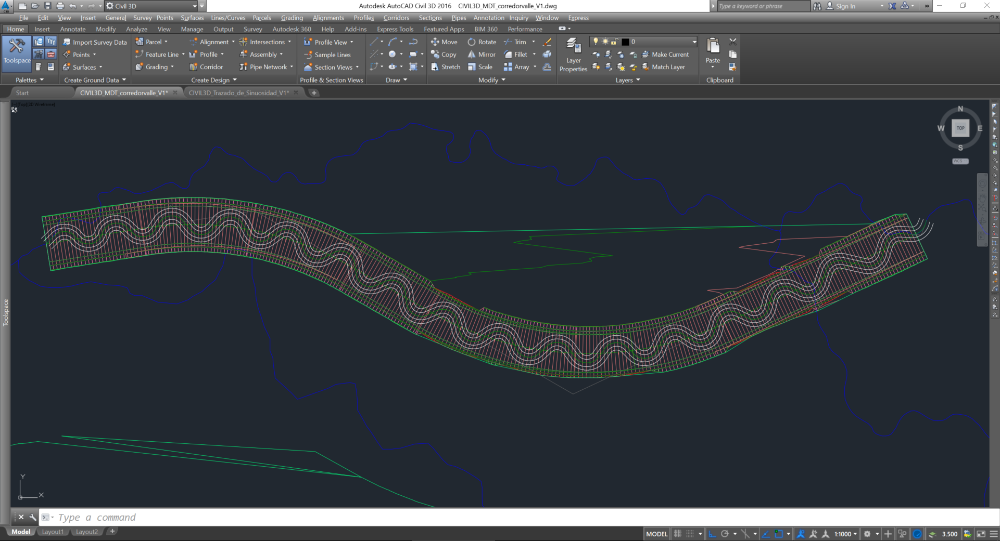 Civil 3D
Autodesk AutoCAD Civil 3D 2016 CIVIL3D_MDT_corredorvalle_V1.dwg
Type a keyword or phrase
Sign In
File Edit View Insert General Survey Points Surfaces Lines/Curves Parcels Grading Alignments Profiles Corridors Sections Pipes Annotation Inquiry Window Express
Home Insert Annotate Modify Analyze View Manage Output Survey Autodesk 360 Help Add-ins Express Tools Featured Apps BIM 360 Performance
Import Survey Data Parcel Alignment Intersections Profile View Move Rotate Trim 0
Points Feature Line Profile Assembly Sample Lines Copy Mirror Fillet Make Current
Toolspace Layer Properties Paste
Surfaces Grading Corridor Pipe Network Section Views Stretch Scale Array Match Layer
Palettes Create Ground Data Create Design Profile & Section Views Draw Modify Layers Clipboard
Start CIVIL3D_MDT_corredorvalle_V1* CIVIL3D_Trazado_de_Sinuosidad_V1*
[−][Top][2D Wireframe]
N
W TOP E
S
WCS
Toolspace
Y
X
Type a command
Model Layout1 Layout2
MODEL 1:1000 3.500